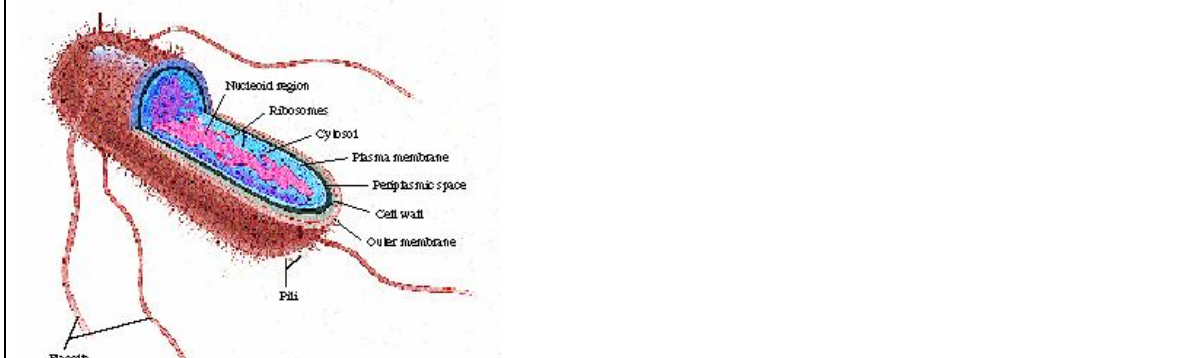 Nucleoid region
Ribosomes
Cytosol
Plasma membrane
Periplasmic space
Cell wall
Outer membrane
Pili